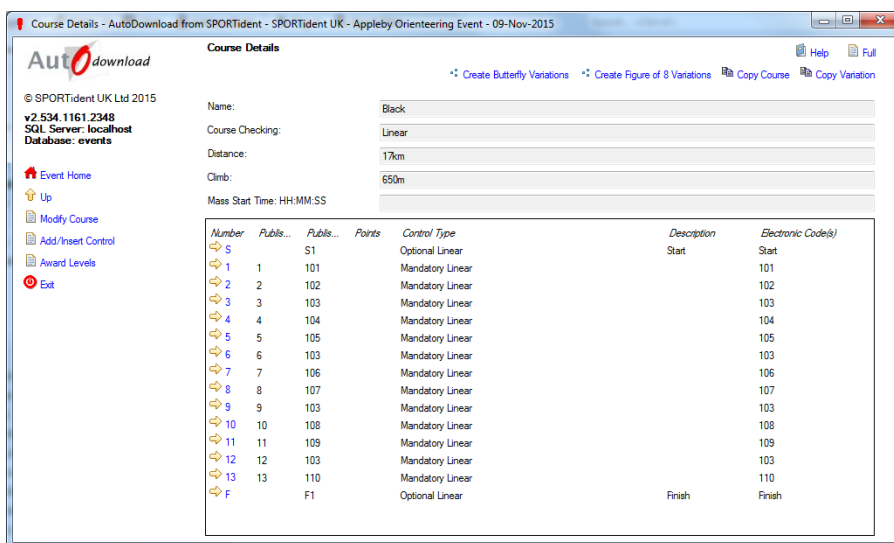 Course Details - AutoDownload from SPORTident - SPORTident UK - Appleby Orienteering Event - 09-Nov-2015
AutOdownload
© SPORTident UK Ltd 2015
v2.534.1161.2348
SQL Server: localhost
Database: events
Event Home
Up
Modify Course
Add/Insert Control
Award Levels
Exit
Course Details
Help Full
Create Butterfly Variations Create Figure of 8 Variations Copy Course Copy Variation
Name: Black
Course Checking: Linear
Distance: 17km
Climb: 650m
Mass Start Time: HH:MM:SS
Number Publis... Publis... Points Control Type Description Electronic Code(s)
S S1 Optional Linear Start Start
1 1 101 Mandatory Linear 101
2 2 102 Mandatory Linear 102
3 3 103 Mandatory Linear 103
4 4 104 Mandatory Linear 104
5 5 105 Mandatory Linear 105
6 6 103 Mandatory Linear 103
7 7 106 Mandatory Linear 106
8 8 107 Mandatory Linear 107
9 9 103 Mandatory Linear 103
10 10 108 Mandatory Linear 108
11 11 109 Mandatory Linear 109
12 12 103 Mandatory Linear 103
13 13 110 Mandatory Linear 110
F F1 Optional Linear Finish Finish